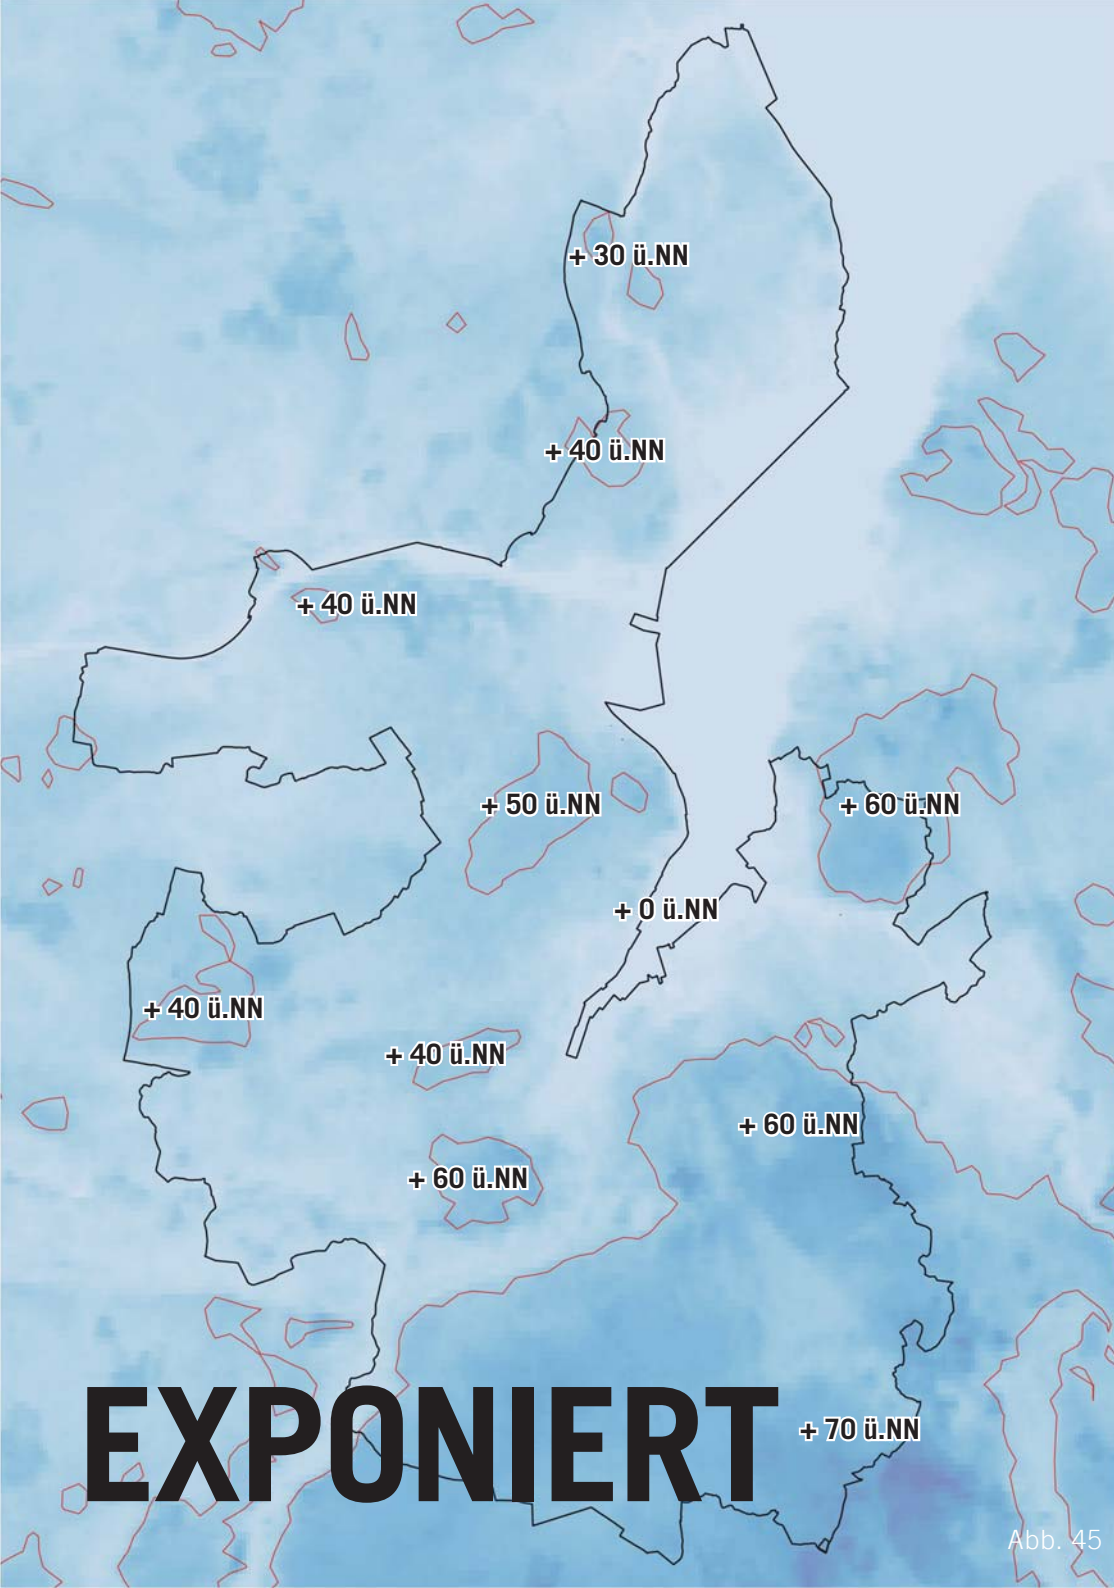 + 30 ü.NN
+ 40 ü.NN
+ 40 ü.NN
+ 50 ü.NN
+ 60 ü.NN
+ 0 ü.NN
+ 40 ü.NN
+ 40 ü.NN
+ 60 ü.NN
+ 60 ü.NN
EXPONIERT
+ 70 ü.NN
Abb. 45